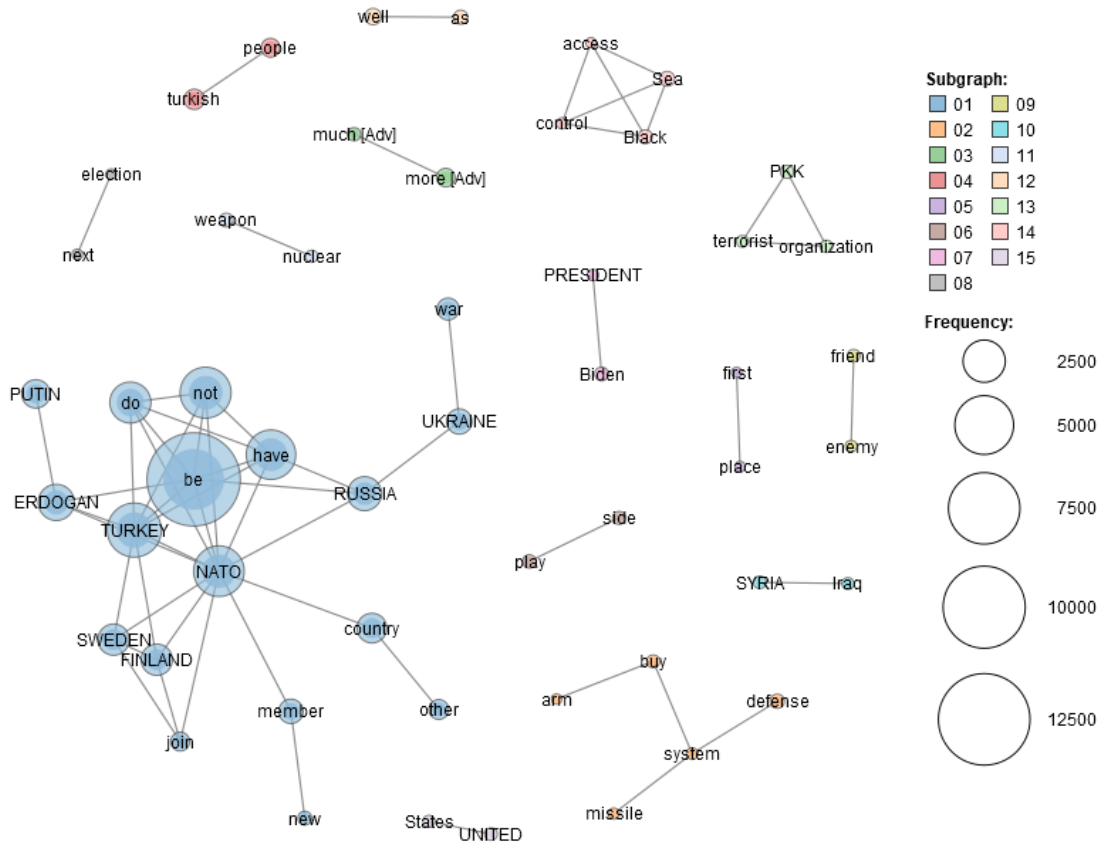 well as
people
turkish
access
Sea
control
Black
much [Adv]
more [Adv]
election
next
weapon
nuclear
PKK
terrorist organization
PRESIDENT
Biden
war
UKRAINE
friend
enemy
first
place
PUTIN
do
not
have
be
ERDOGAN
TURKEY
RUSSIA
NATO
SWEDEN
FINLAND
join
country
other
member
new
side
play
SYRIA Iraq
buy
arm
defense
system
missile
States
UNITED
Subgraph:
01 09
02 10
03 11
04 12
05 13
06 14
07 15
08
Frequency:
2500
5000
7500
10000
12500